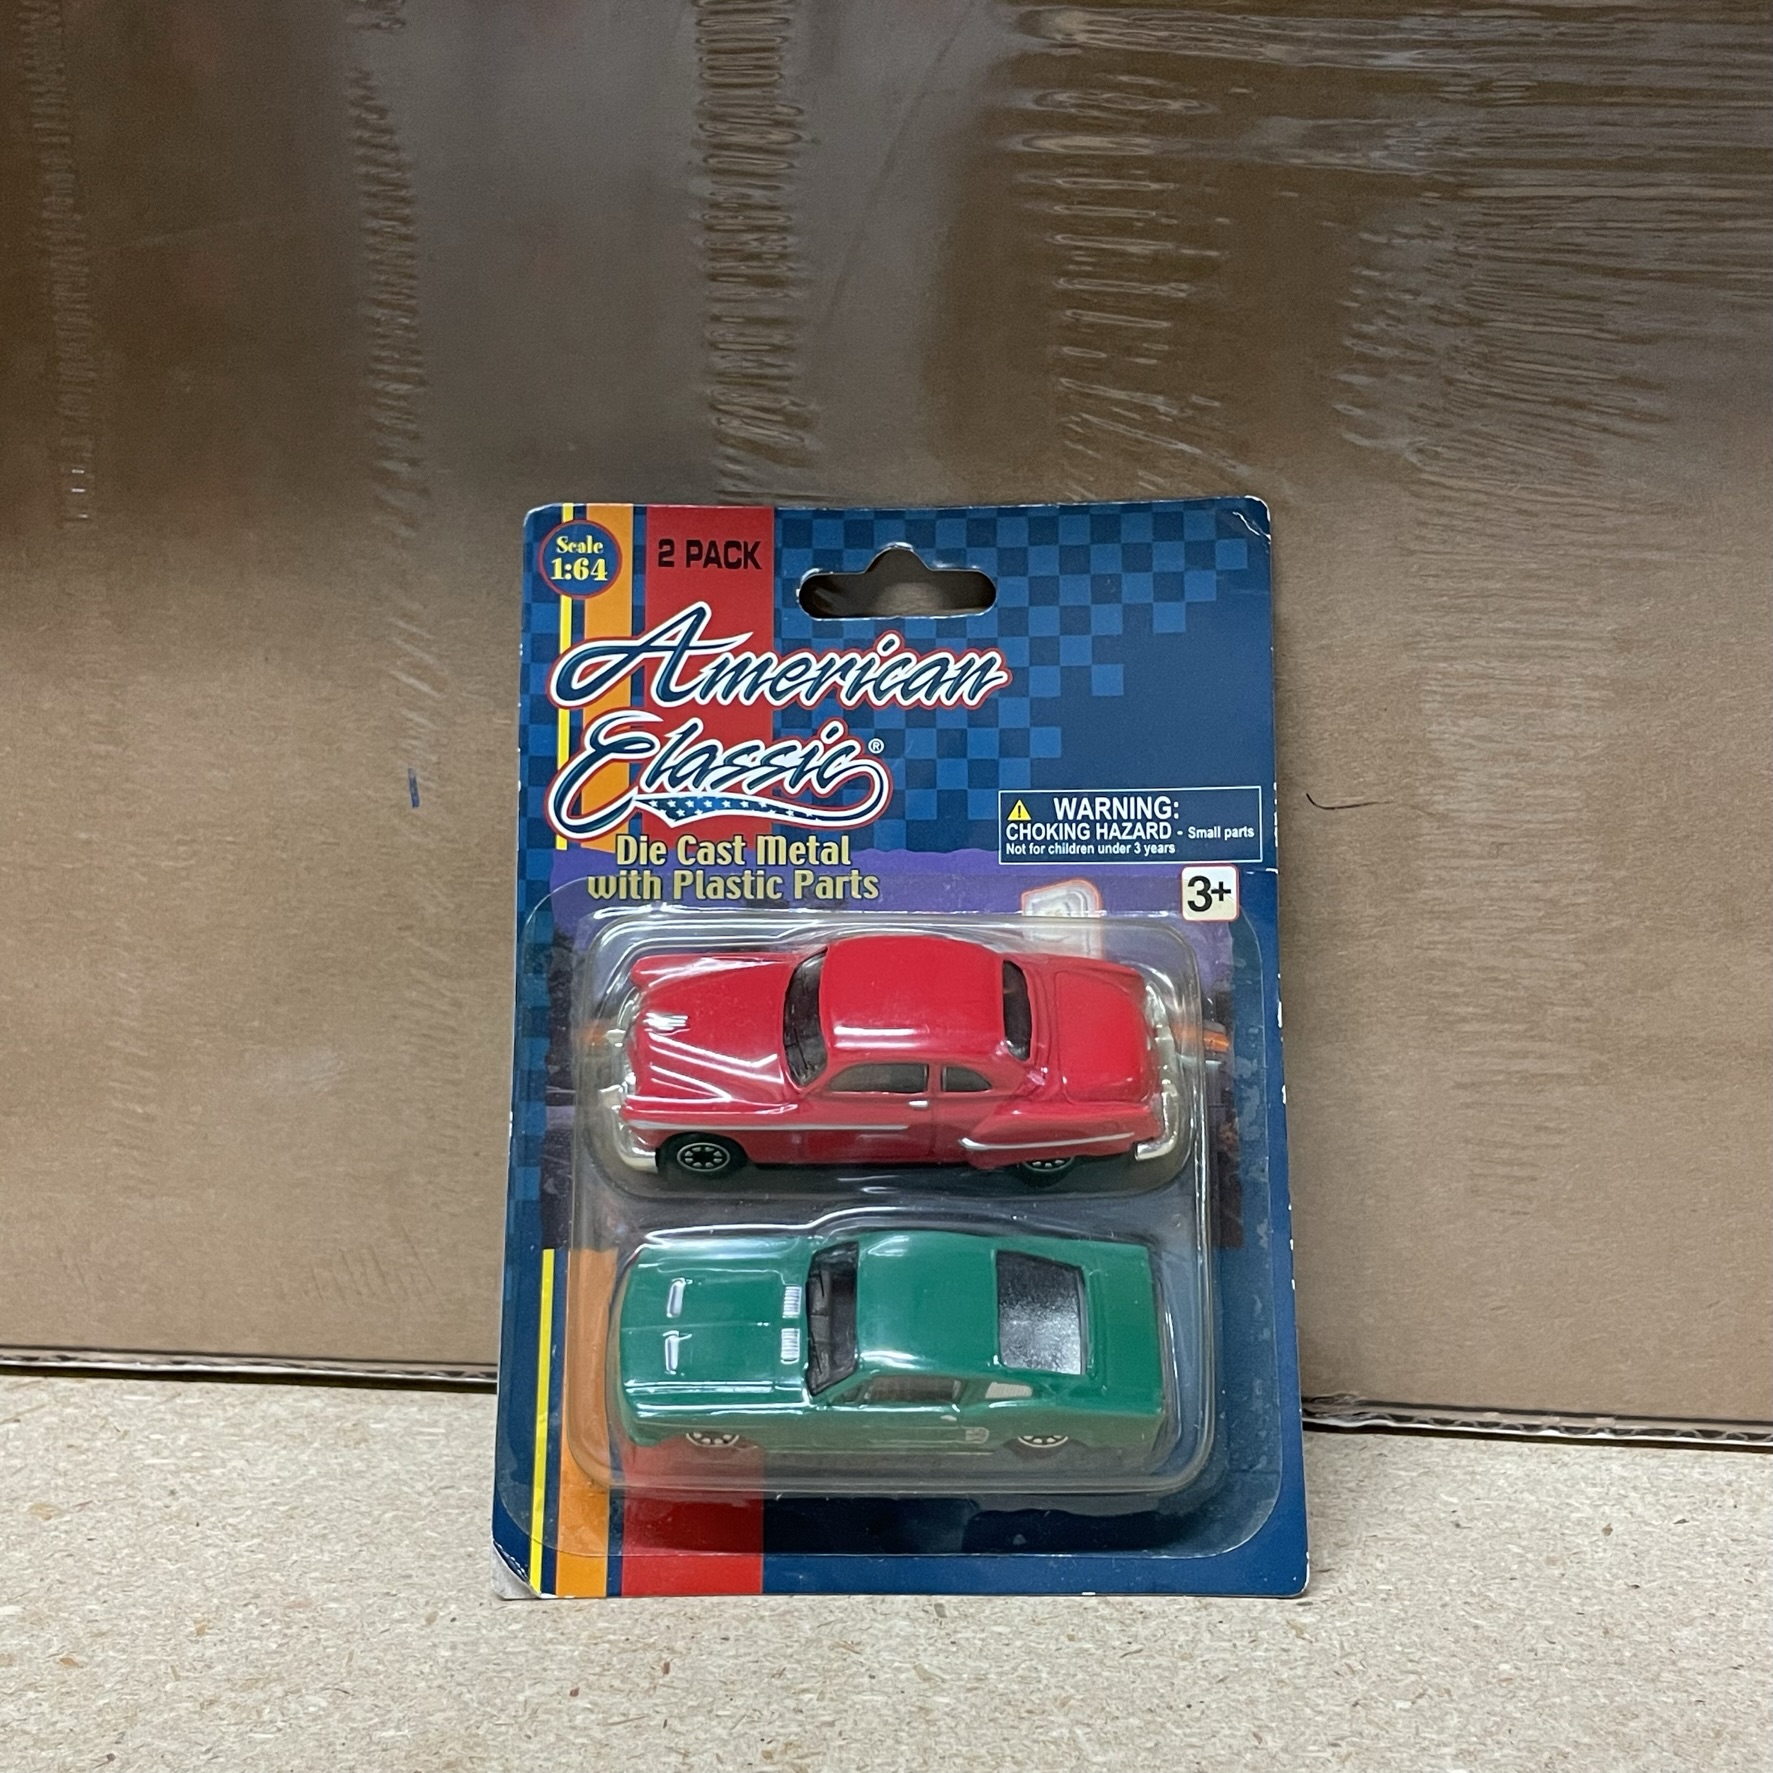 Scale
1:64
2 PACK
American
Classic®
WARNING:
CHOKING HAZARD - Small parts
Not for children under 3 years
Die Cast Metal
with Plastic Parts
3+